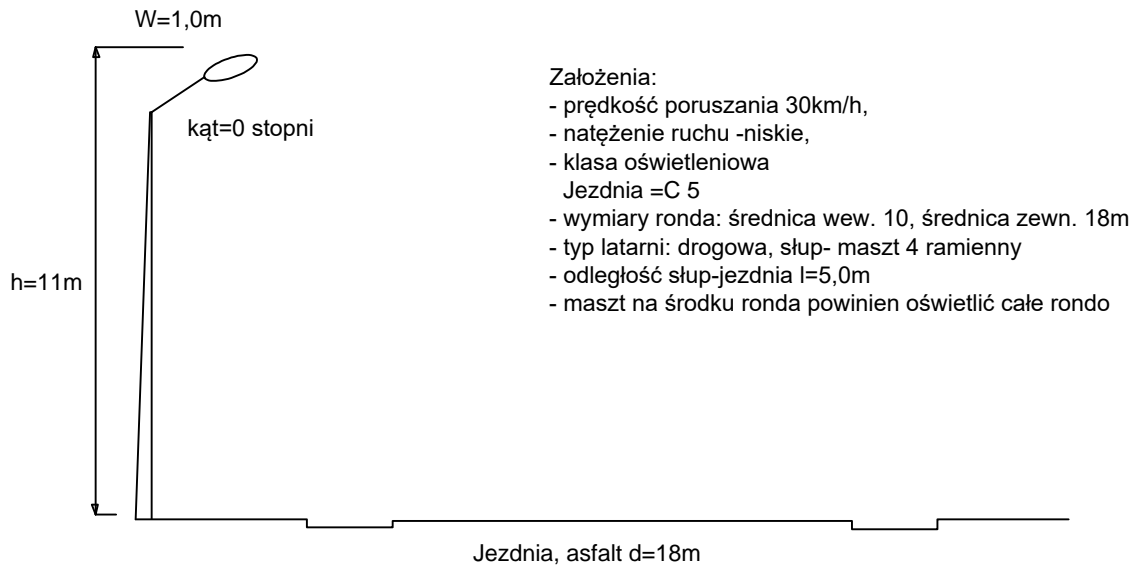 W=1,0m
kąt=0 stopni
h=11m
Założenia:
- prędkość poruszania 30km/h,
- natężenie ruchu -niskie,
- klasa oświetleniowa
Jezdnia =C 5
- wymiary ronda: średnica wew. 10, średnica zewn. 18m
- typ latarni: drogowa, słup- maszt 4 ramienny
- odległość słup-jezdnia l=5,0m
- maszt na środku ronda powinien oświetlić całe rondo
Jezdnia, asfalt d=18m